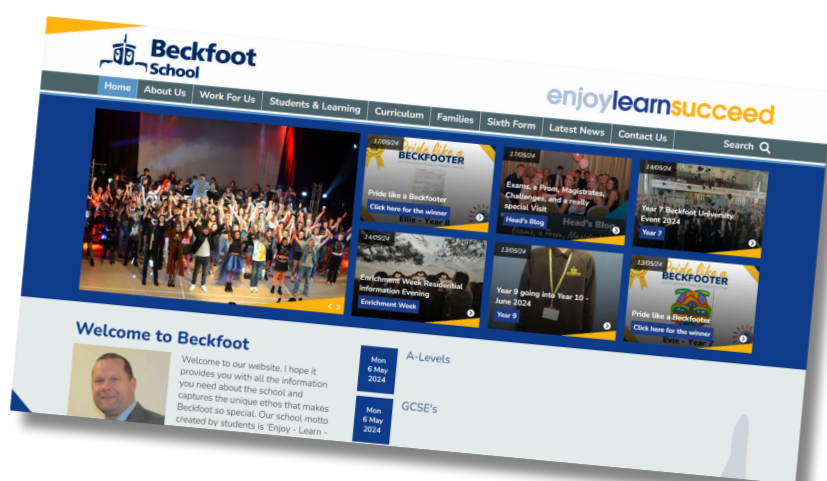 Beckfoot
School
enjoylearnsucceed
Home
About Us
Work For Us
Students & Learning
Curriculum
Families
Sixth Form
Latest News
Contact Us
Search
17/05/24
Pride like a
BECKFOOTER
Pride like a Beckfooter
Click here for the winner
Ellie - Year 8
17/05/24
Exams, a Prom, Magistrates,
Challenges, and a really
special Visit
Head's Blog
Head's Blo
14/05/24
Year 7 Beckfoot University
Event 2024
Year 7
14/05/24
Enrichment Week Residential
Information Evening
Enrichment Week
13/05/24
Year 9 going into Year 10 -
June 2024
Year 9
13/05/24
Pride like a
BECKFOOTER
Pride like a Beckfooter
Click here for the winner
Evie - Year 7
Welcome to Beckfoot
Welcome to our website. I hope it
provides you with all the information
you need about the school and
captures the unique ethos that makes
Beckfoot so special. Our school motto
created by students is 'Enjoy - Learn -
Mon
6 May
2024
A-Levels
Mon
6 May
2024
GCSE's